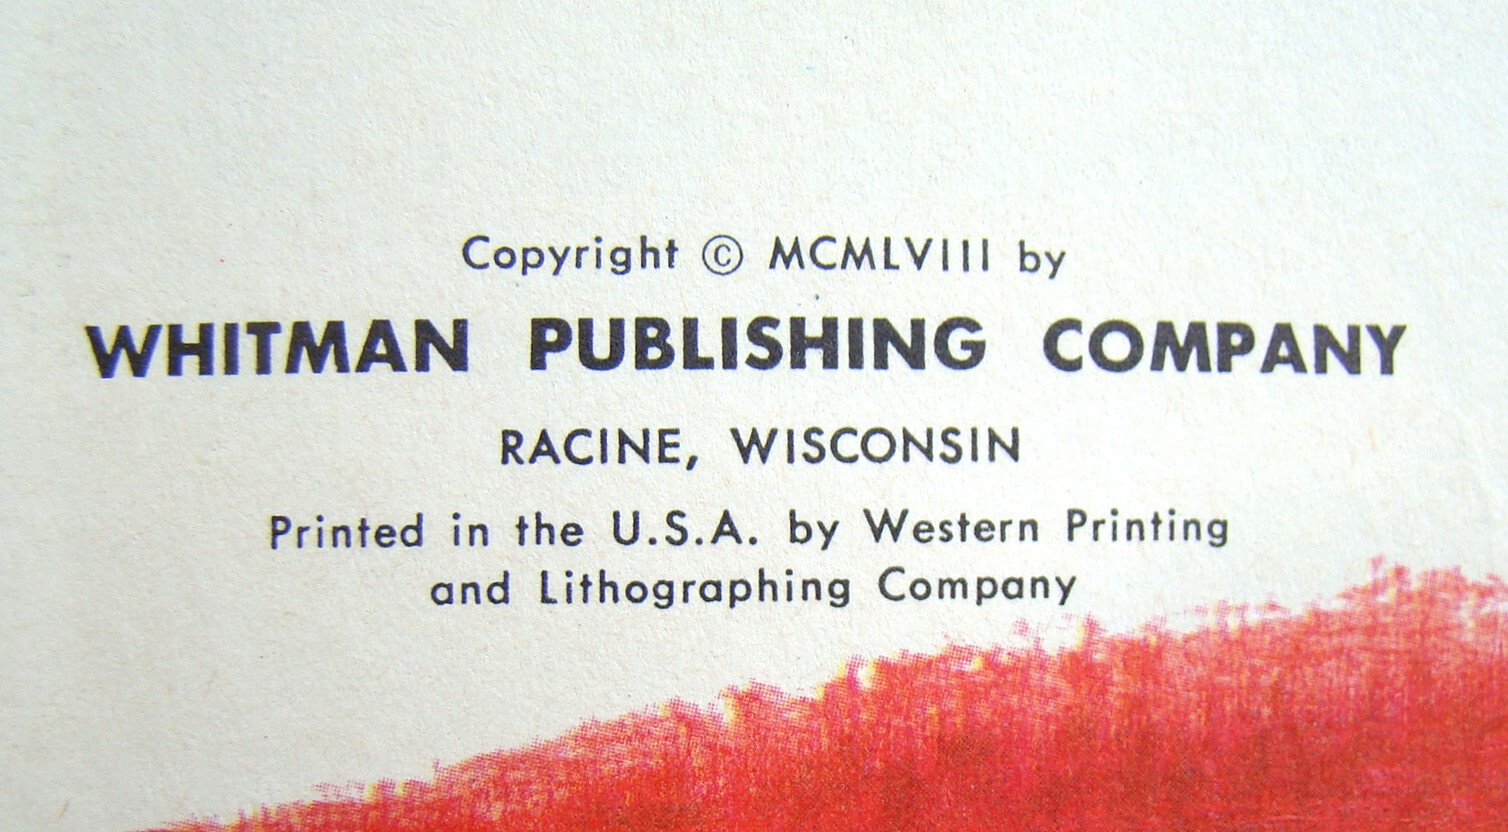 Copyright © MCMLVIII by
WHITMAN PUBLISHING COMPANY
RACINE, WISCONSIN
Printed in the U.S.A. by Western Printing
and Lithographing Company